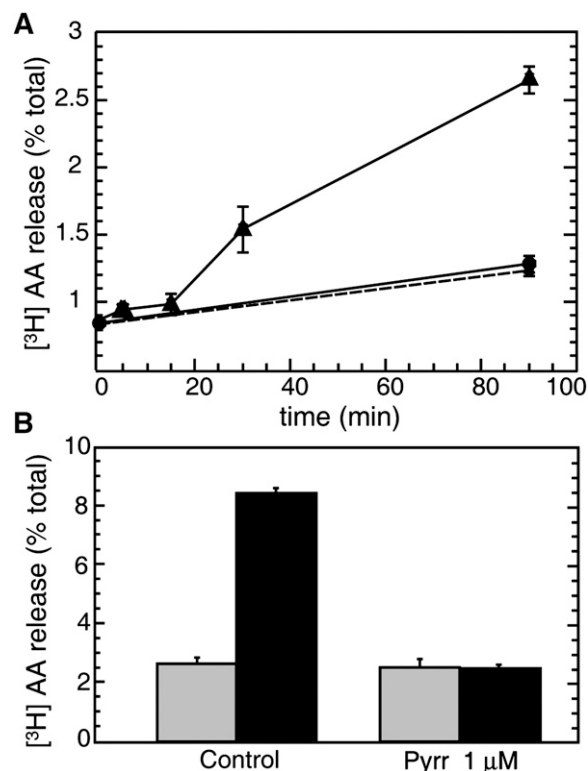 A
[³H] AA release (% total)
3
2.5
2
1.5
1
0
20
40
60
80
100
time (min)
B
[³H] AA release (% total)
10
8
6
4
2
0
Control
Pyrr 1 μM